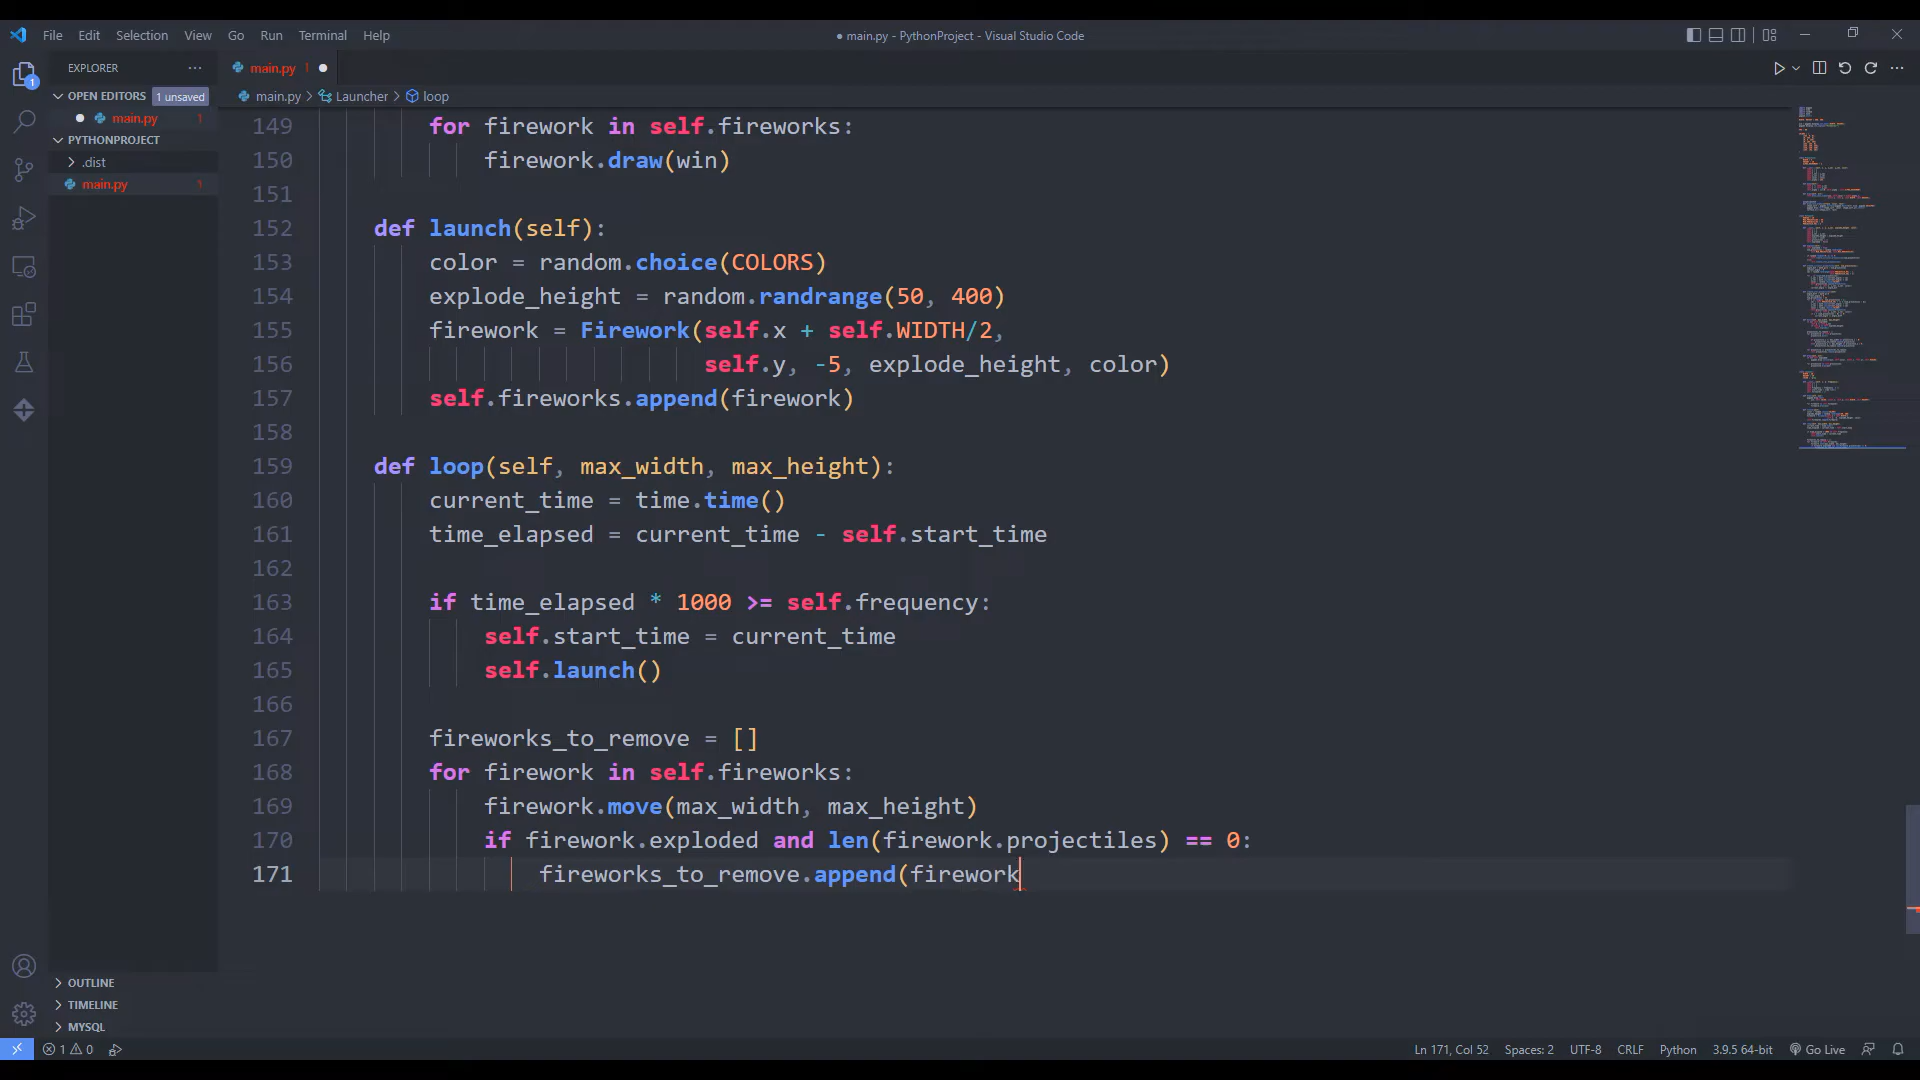 File Edit Selection View Go Run Terminal Help
● main.py - PythonProject - Visual Studio Code
EXPLORER
OPEN EDITORS 1 unsaved
main.py 1
PYTHONPROJECT
.dist
main.py 1
OUTLINE
TIMELINE
MYSQL
1
main.py 1
main.py > Launcher > loop
149 for firework in self.fireworks:
150 firework.draw(win)
151
152 def launch(self):
153 color = random.choice(COLORS)
154 explode_height = random.randrange(50, 400)
155 firework = Firework(self.x + self.WIDTH/2,
156 self.y, -5, explode_height, color)
157 self.fireworks.append(firework)
158
159 def loop(self, max_width, max_height):
160 current_time = time.time()
161 time_elapsed = current_time - self.start_time
162
163 if time_elapsed * 1000 >= self.frequency:
164 self.start_time = current_time
165 self.launch()
166
167 fireworks_to_remove = []
168 for firework in self.fireworks:
169 firework.move(max_width, max_height)
170 if firework.exploded and len(firework.projectiles) == 0:
171 fireworks_to_remove.append(firework
1 0
Ln 171, Col 52 Spaces: 2 UTF-8 CRLF Python 3.9.5 64-bit Go Live